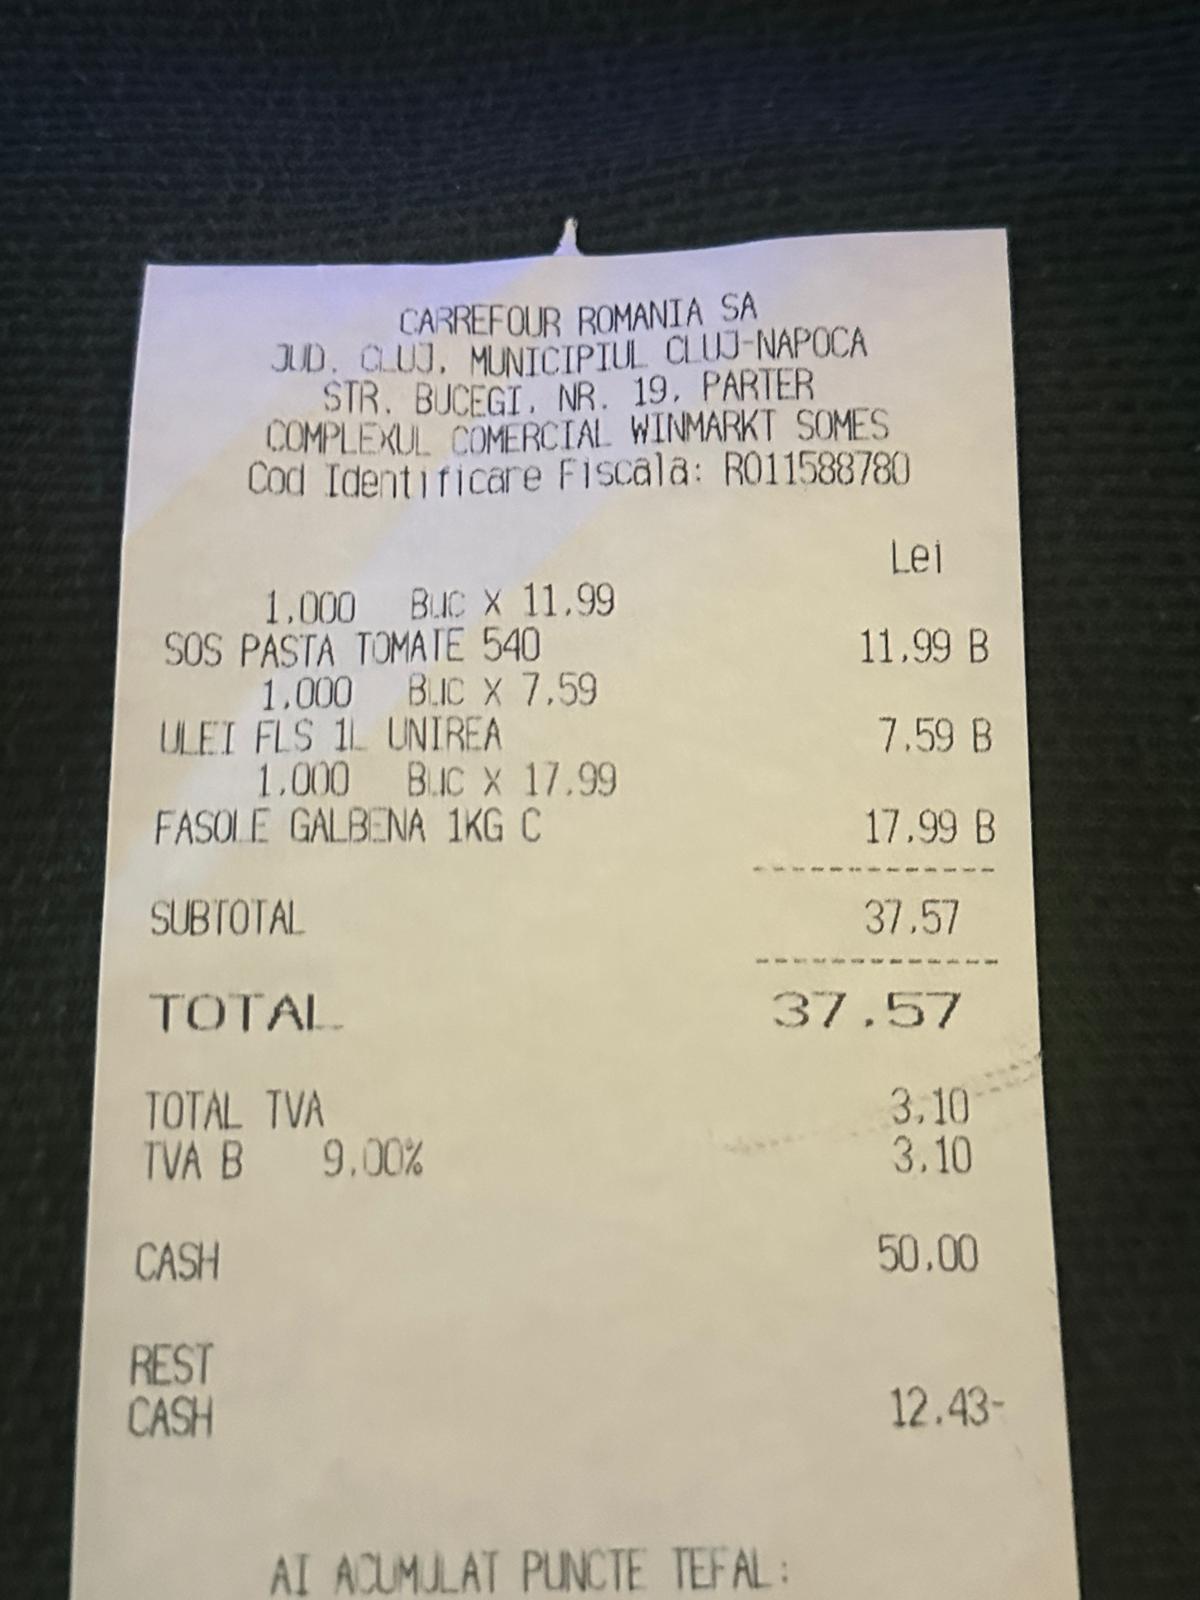 CARREFOUR ROMANIA SA
JUD. CLUJ, MUNICIPIUL CLUJ-NAPOCA
STR. BUCEGI, NR. 19, PARTER
COMPLEXUL COMERCIAL WINMARKT SOMES
Cod Identificare Fiscala: RO11588780
Lei
1,000 BUC X 11.99
SOS PASTA TOMATE 540 11.99 B
1,000 BUC X 7.59
ULEI FLS 1L UNIREA 7.59 B
1,000 BUC X 17.99
FASOLE GALBENA 1KG C 17.99 B
SUBTOTAL 37.57
TOTAL 37.57
TOTAL TVA 3.10
TVA B 9.00% 3.10
CASH 50.00
REST
CASH 12.43-
AI ACUMULAT PUNCTE TEFAL: